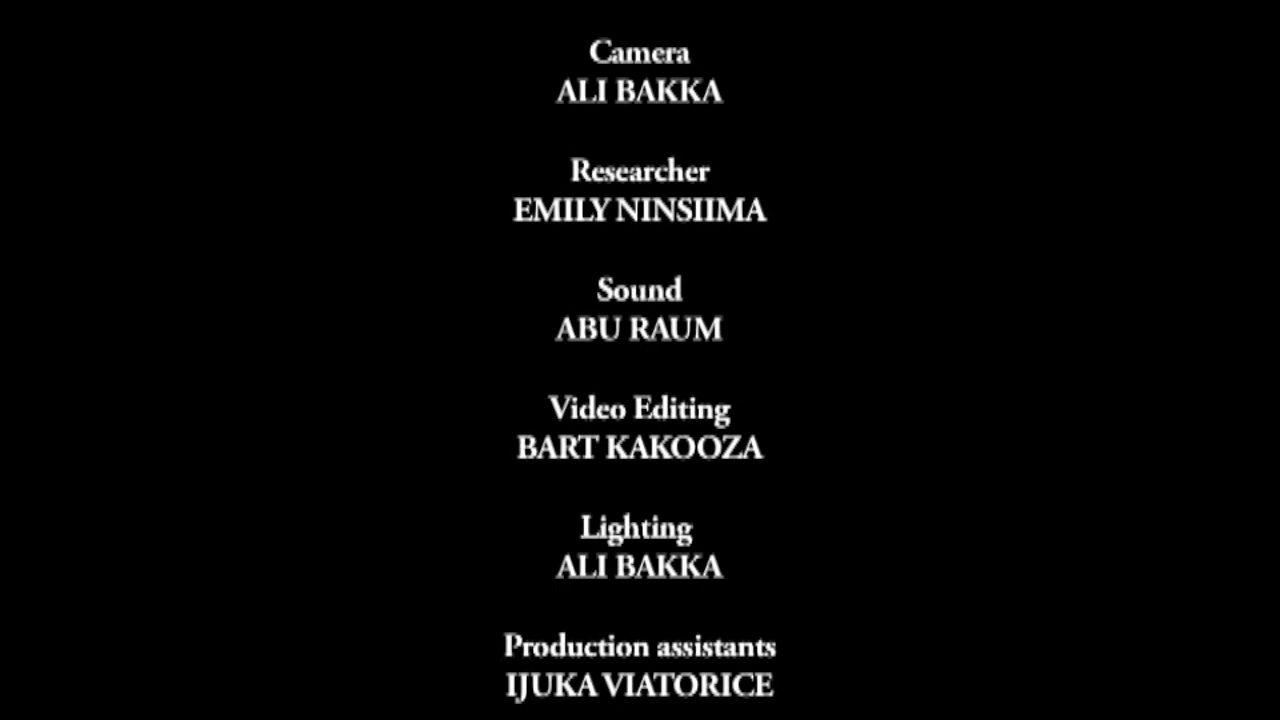 Camera
ALI BAKKA
Researcher
EMILY NINSIIMA
Sound
ABU RAUM
Video Editing
BART KAKOOZA
Lighting
ALI BAKKA
Production assistants
IJUKA VIATORICE